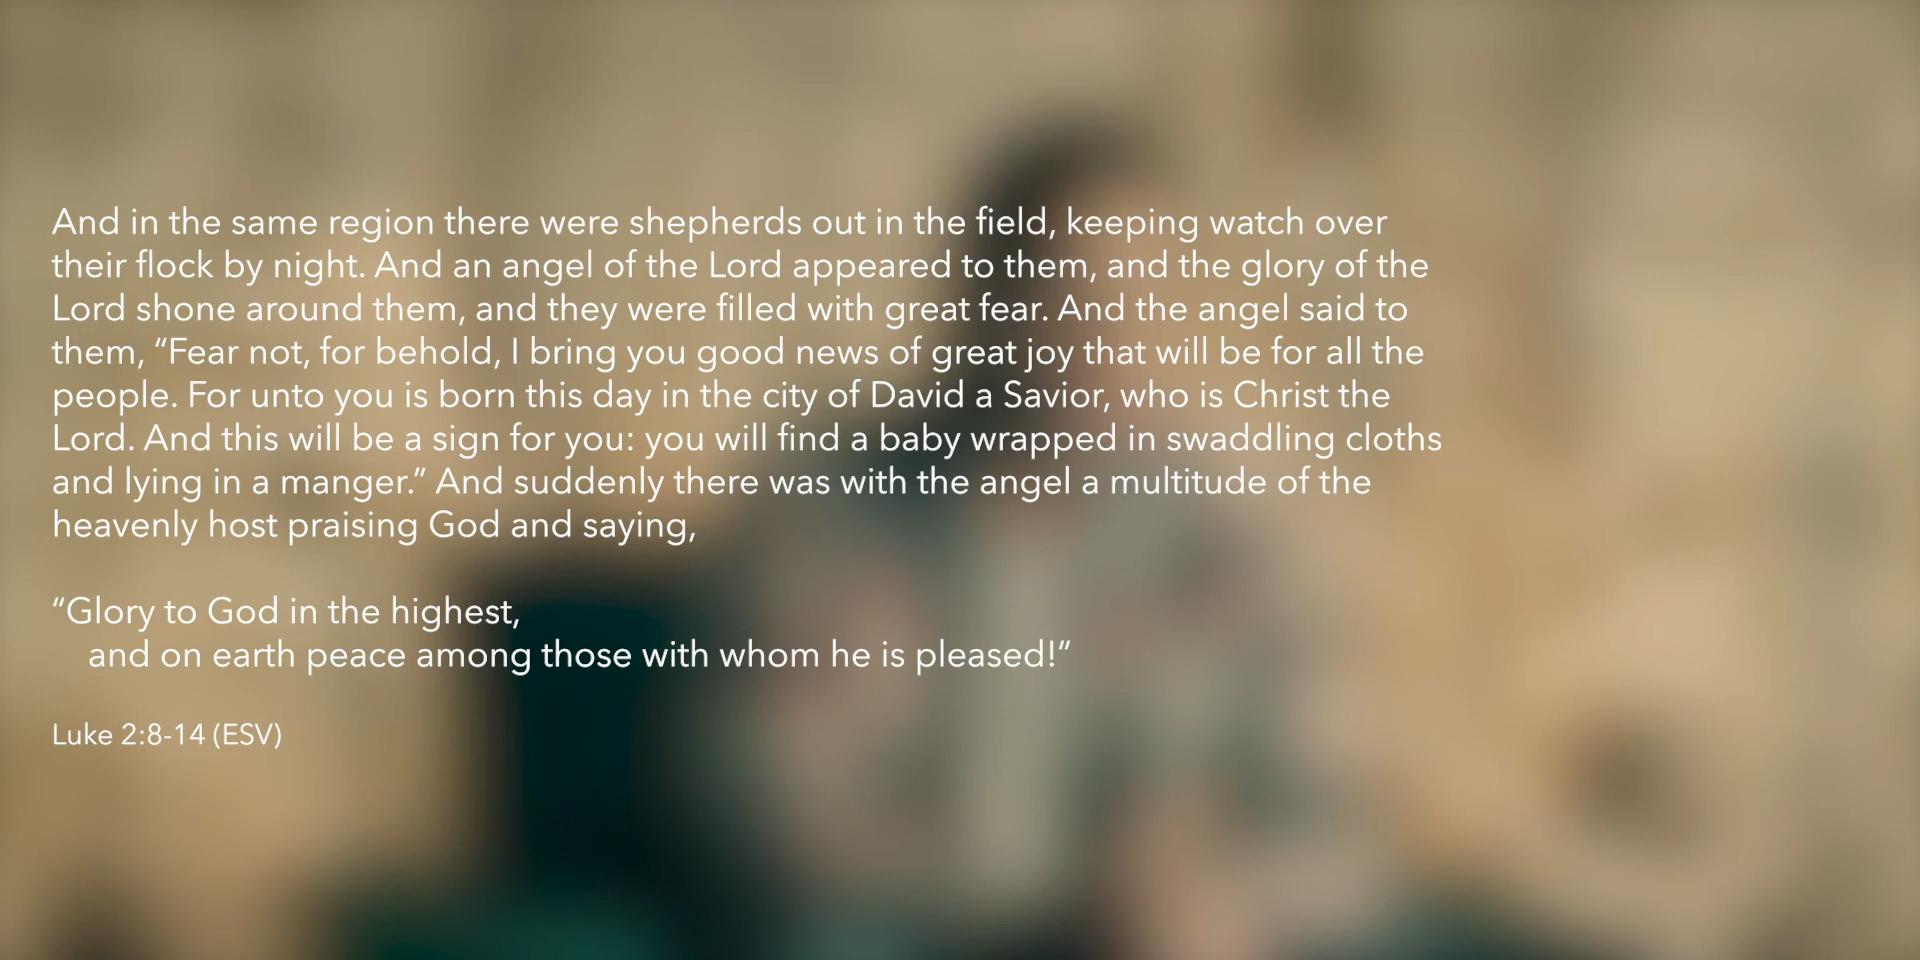 And in the same region there were shepherds out in the field, keeping watch over
their flock by night. And an angel of the Lord appeared to them, and the glory of the
Lord shone around them, and they were filled with great fear. And the angel said to
them, “Fear not, for behold, I bring you good news of great joy that will be for all the
people. For unto you is born this day in the city of David a Savior, who is Christ the
Lord. And this will be a sign for you: you will find a baby wrapped in swaddling cloths
and lying in a manger.” And suddenly there was with the angel a multitude of the
heavenly host praising God and saying,
“Glory to God in the highest,
and on earth peace among those with whom he is pleased!”
Luke 2:8-14 (ESV)